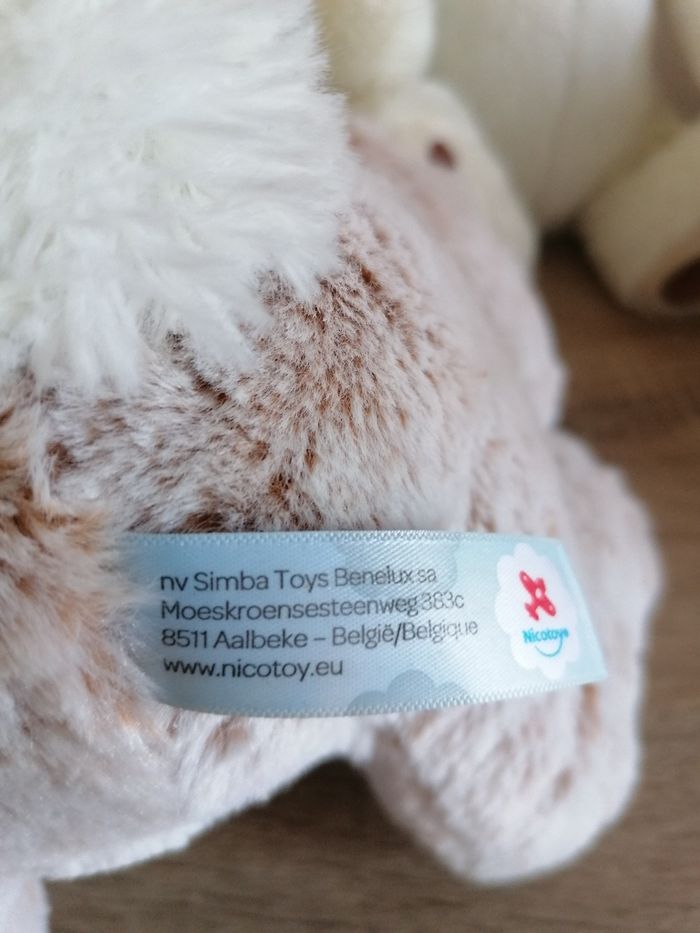 nv Simba Toys Benelux sa
Moeskroensesteenweg 383c
8511 Aalbeke – België/Belgique
www.nicotoy.eu
Nicotoy®